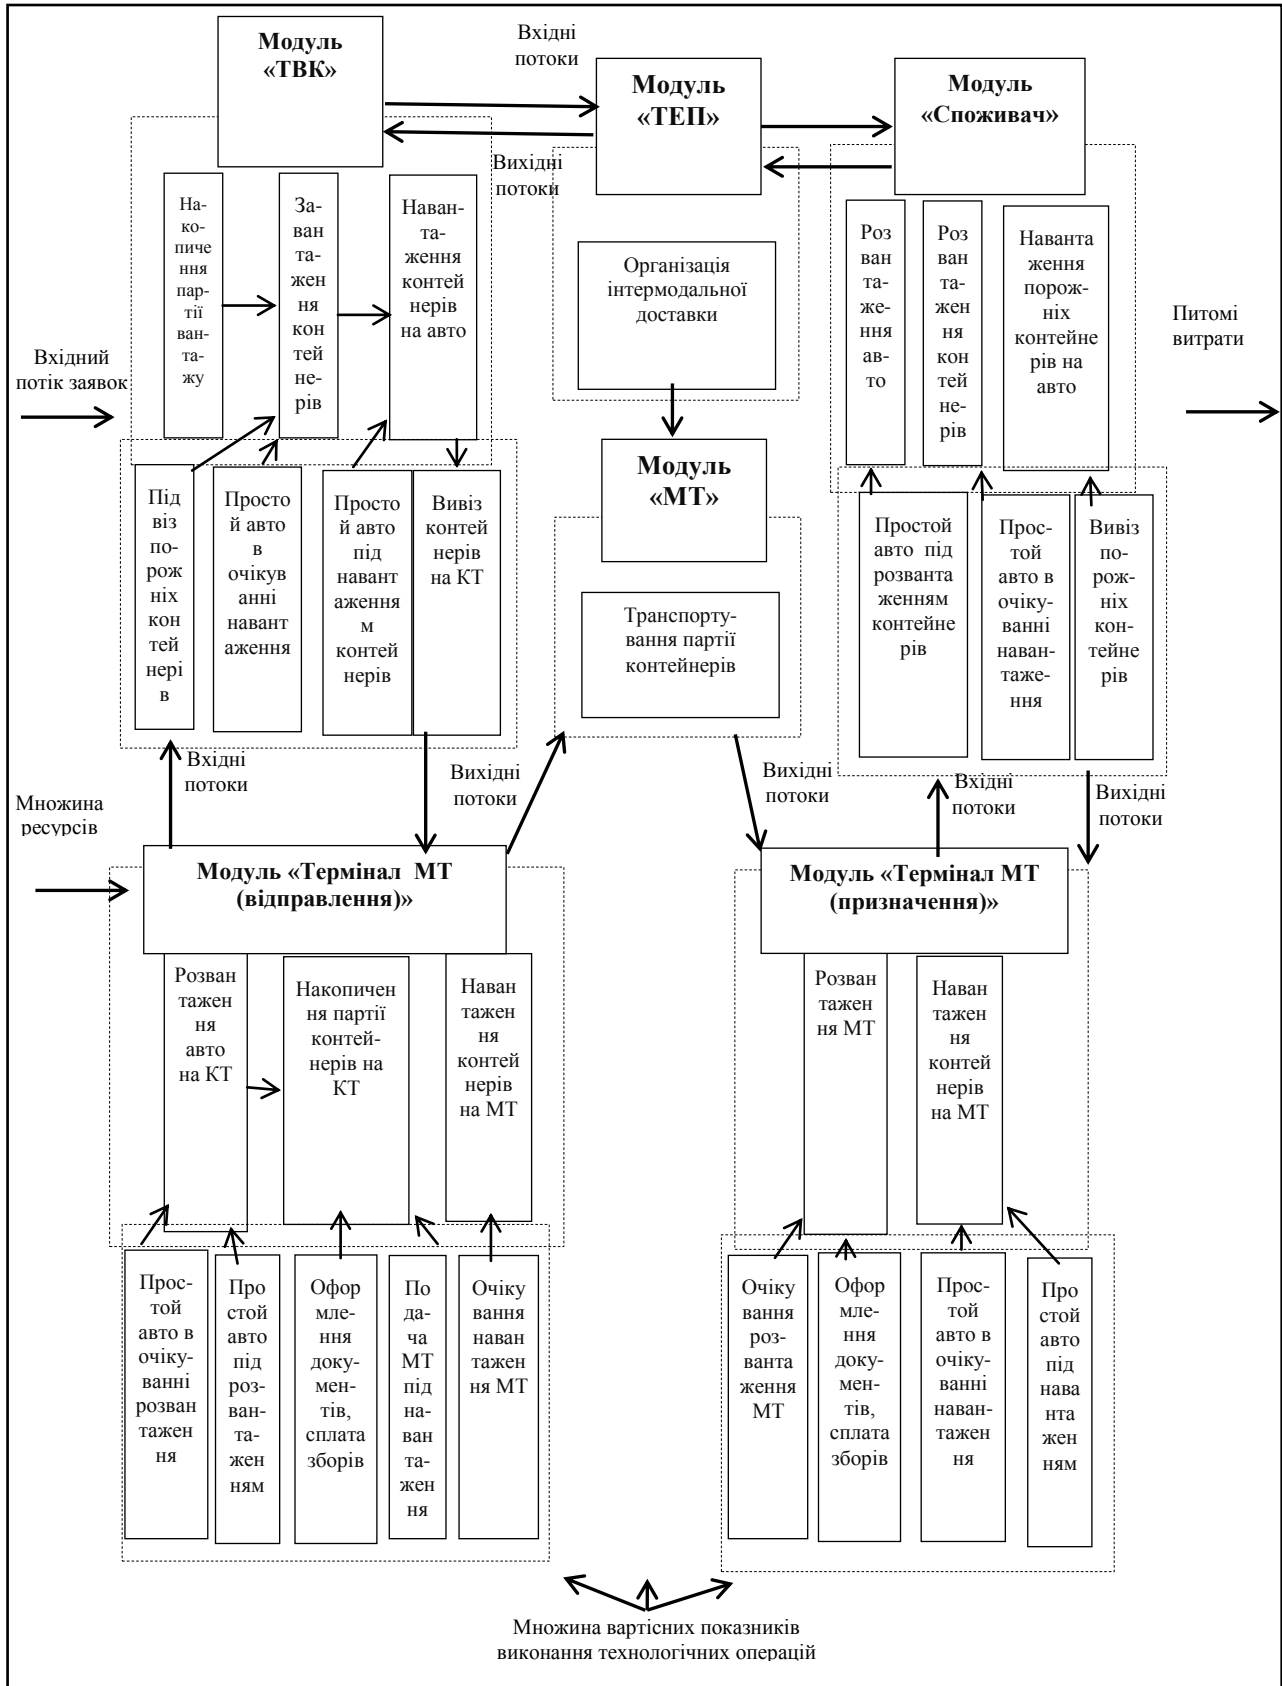 Модуль
«ТВК»
Вхідні
потоки
Модуль
«ТЕП»
Модуль
«Споживач»
Вихідні
потоки
На-
ко-
пиче
ння
пар-
тії
ван-
та-
жу
За-
ван
та-
жен
ня
кон
тей
не-
рів
Наван-
та-
ження
контей
нерів
на авто
Організація
інтермодальної
доставки
Роз
ван
та-
жен
ня
ав-
то
Роз
ван
та-
жен
ня
кон
тей
не-
рів
Наванта
ження
порож-
ніх
контейне
рів на
авто
Вхідний
потік заявок
Питомі
витрати
Модуль
«МТ»
Під
віз
по-
рож
ніх
кон
тей
нері
в
Просто
й авто
в
очікув
анні
навант
аження
Прост
ой авто
під
навант
аження
м
контей
нерів
Вивіз
контей
нерів
на КТ
Транспорту-
вання партії
контейнерів
Простой
авто  під
розванта
женням
контейне
рів
Прос-
той
авто в
очіку-
ванні
наван-
таже-
ння
Вивіз
по-
рож-
ніх
кон-
тейне
рів
Вхідні
потоки
Вихідні
потоки
Вхідні
потоки
Вхідні
потоки
Вихідні
потоки
Множина
ресурсів
Модуль «Термінал  МТ
(відправлення)»
Модуль «Термінал МТ
(призначення)»
Розван
тажен
ня
авто
на КТ
Накопичен
ня партії
контей-
нерів на
КТ
Наван
тажен
ня
контей
нерів
на МТ
Розван
тажен
ня МТ
Наван
тажен
ня
контей
нерів
на МТ
Прос-
той
авто в
очіку-
ванні
розван
тажен
ня
Про
стой
авто
під
роз-
ван-
та-
жен
ням
Офор
мле-
ння
доку-
мен-
тів,
сплата
зборів
По
да-
ча
МТ
під
на-
ван
та-
жен
ня
Очіку
вання
наван
тажен
ня МТ
Очіку
вання
роз-
ванта
ження
МТ
Офор
мле-
ння
доку-
мен-
тів,
сплата
зборів
Прос-
той
авто в
очіку-
ванні
наван-
тажен
ня
Про
стой
авто
під
нава
нта
жен
ням
Множина вартісних показників
виконання технологічних операцій